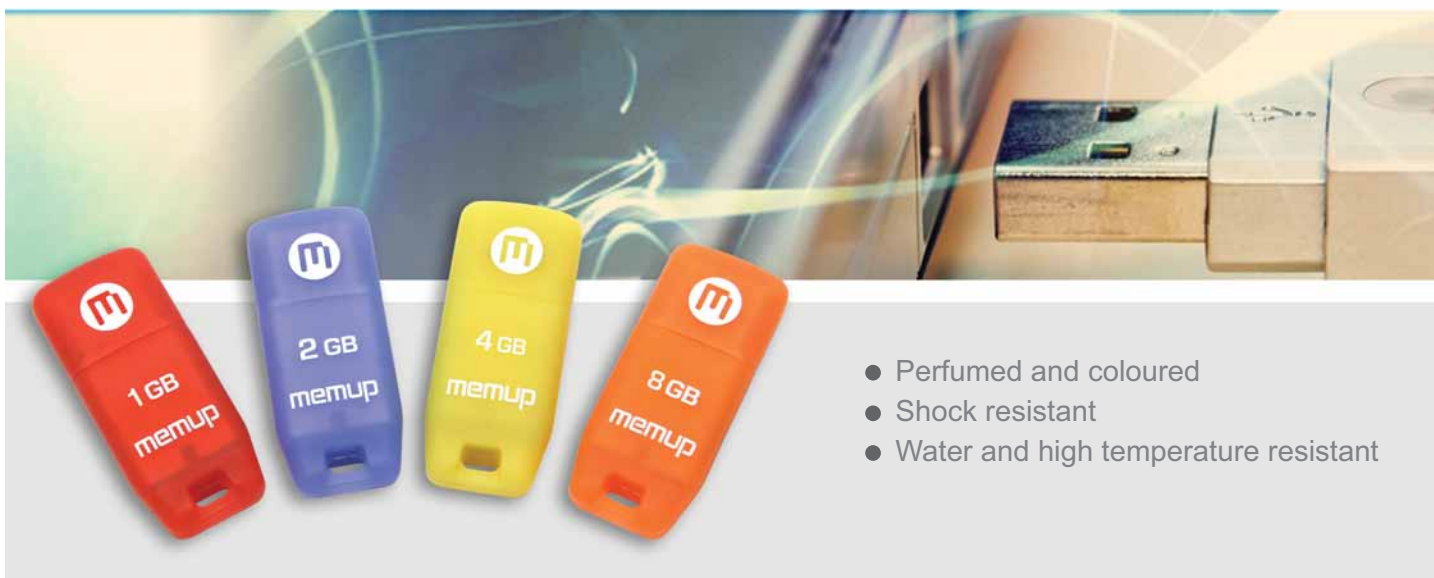 m
1 GB
memup
m
2 GB
memup
m
4 GB
memup
m
8 GB
memup
● Perfumed and coloured
● Shock resistant
● Water and high temperature resistant